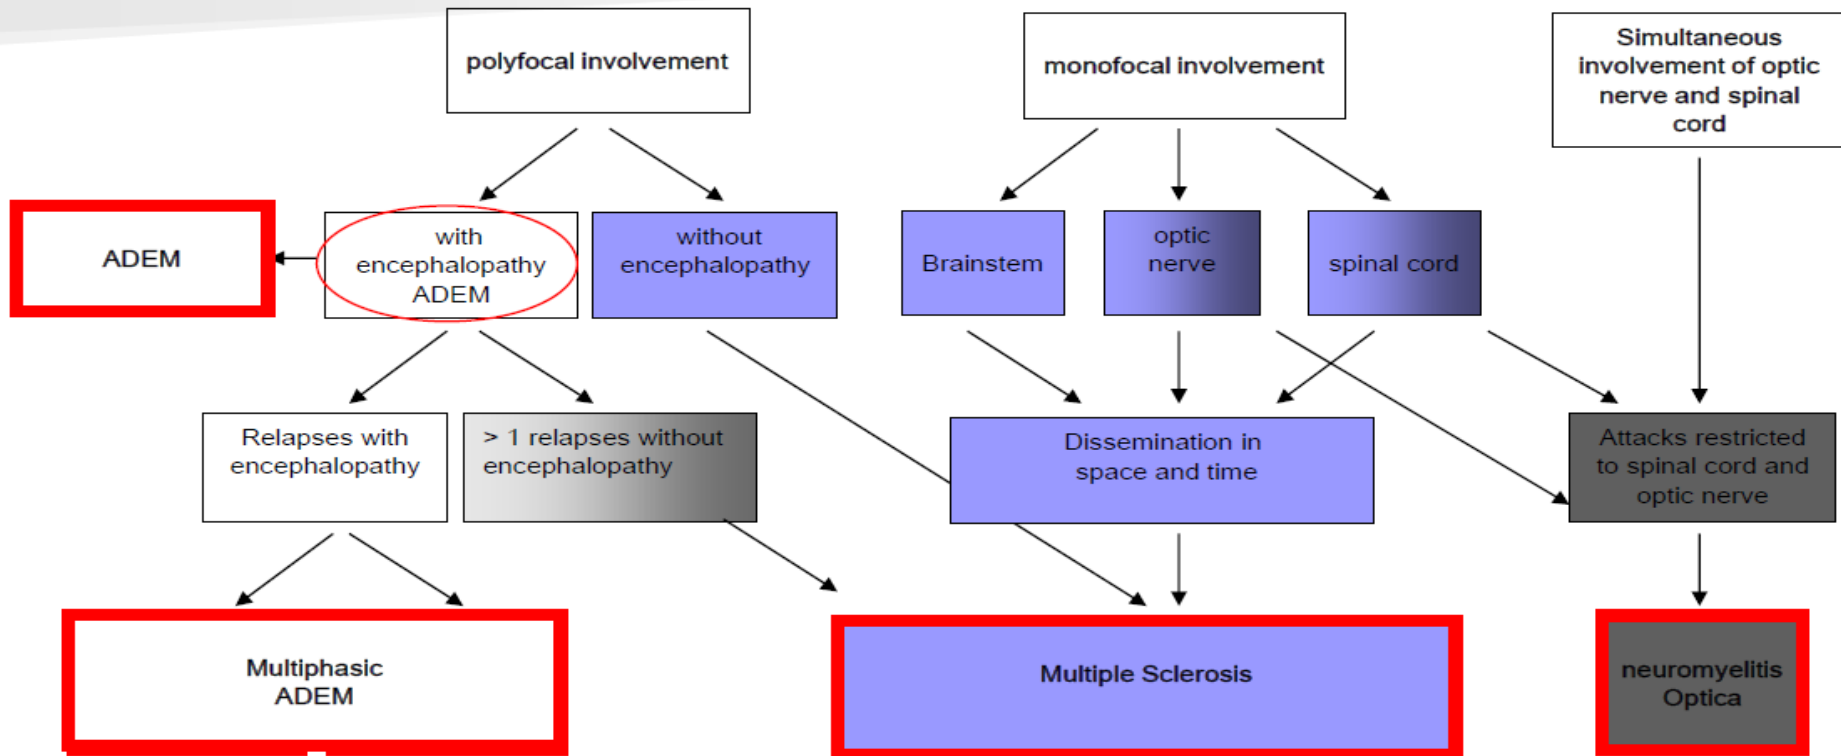 polyfocal involvement
monofocal involvement
Simultaneous
involvement of optic
nerve and spinal
cord
ADEM
with
encephalopathy
ADEM
without
encephalopathy
Brainstem
optic
nerve
spinal cord
Relapses with
encephalopathy
> 1 relapses without
encephalopathy
Dissemination in
space and time
Attacks restricted
to spinal cord and
optic nerve
Multiphasic
ADEM
Multiple Sclerosis
neuromyelitis
Optica